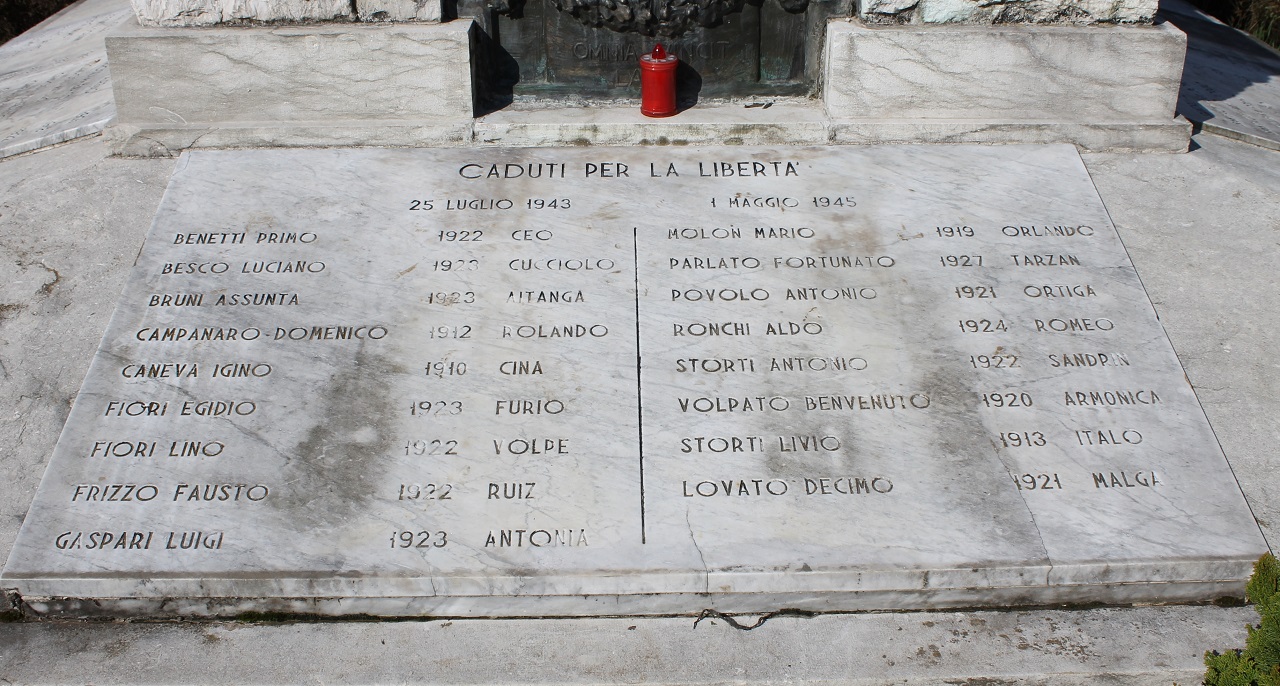 OMNIA VINCIT
CADUTI PER LA LIBERTA'
25 LUGLIO 1943 1 MAGGIO 1945
BENETTI PRIMO 1922 CEO
BESCO LUCIANO 1923 CUCCIOLO
BRUNI ASSUNTA 1923 AITANGA
CAMPANARO DOMENICO 1912 ROLANDO
CANEVA IGINO 1910 CINA
FIORI EGIDIO 1923 FURIO
FIORI LINO 1922 VOLPE
FRIZZO FAUSTO 1922 RUIZ
GASPARI LUIGI 1923 ANTONIA
MOLON MARIO 1919 ORLANDO
PARLATO FORTUNATO 1927 TARZAN
POVOLO ANTONIO 1921 ORTIGA
RONCHI ALDO 1924 ROMEO
STORTI ANTONIO 1922 SANDRIN
VOLPATO BENVENUTO 1920 ARMONICA
STORTI LIVIO 1913 ITALO
LOVATO DECIMO 1921 MALGA